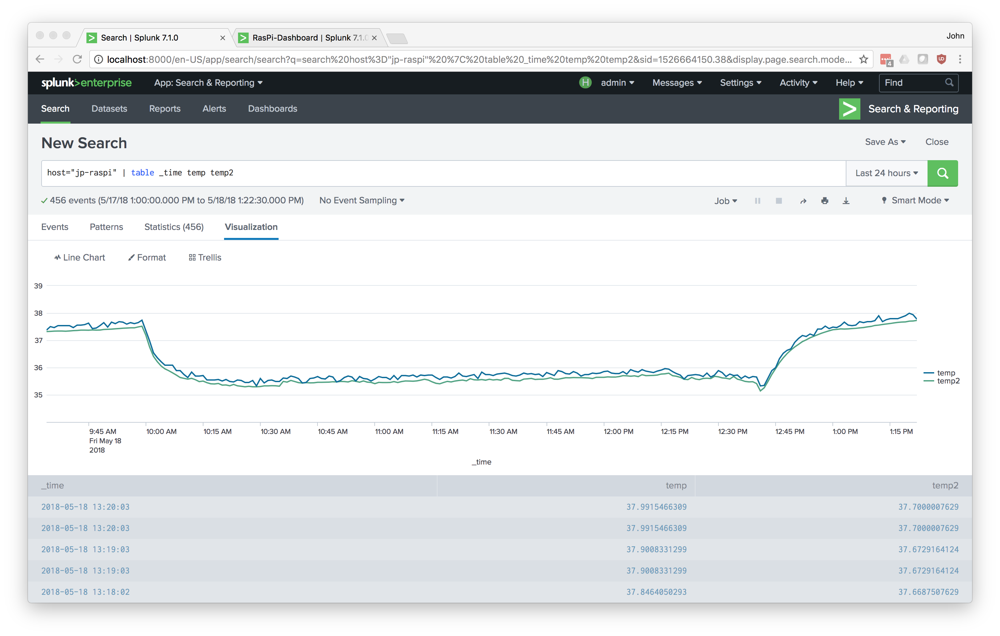 Search | Splunk 7.1.0
RasPi-Dashboard | Splunk 7.1.0
John
localhost:8000/en-US/app/search/search?q=search%20host%3D"jp-raspi"%20%7C%20table%20_time%20temp%20temp2&sid=1526664150.38&display.page.search.mode...
4
splunk>enterprise App: Search & Reporting
H admin Messages Settings Activity Help Find
Search Datasets Reports Alerts Dashboards
> Search & Reporting
New Search
Save As Close
host="jp-raspi" | table _time temp temp2
Last 24 hours
456 events (5/17/18 1:00:00.000 PM to 5/18/18 1:22:30.000 PM) No Event Sampling
Job Smart Mode
Events Patterns Statistics (456) Visualization
Line Chart Format Trellis
39
38
37
36
35
temp
temp2
9:45 AM 10:00 AM 10:15 AM 10:30 AM 10:45 AM 11:00 AM 11:15 AM 11:30 AM 11:45 AM 12:00 PM 12:15 PM 12:30 PM 12:45 PM 1:00 PM 1:15 PM
Fri May 18
2018
_time
_time temp temp2
2018-05-18 13:20:03 37.9915466309 37.7000007629
2018-05-18 13:20:03 37.9915466309 37.7000007629
2018-05-18 13:19:03 37.9008331299 37.6729164124
2018-05-18 13:19:03 37.9008331299 37.6729164124
2018-05-18 13:18:02 37.8464050293 37.6687507629